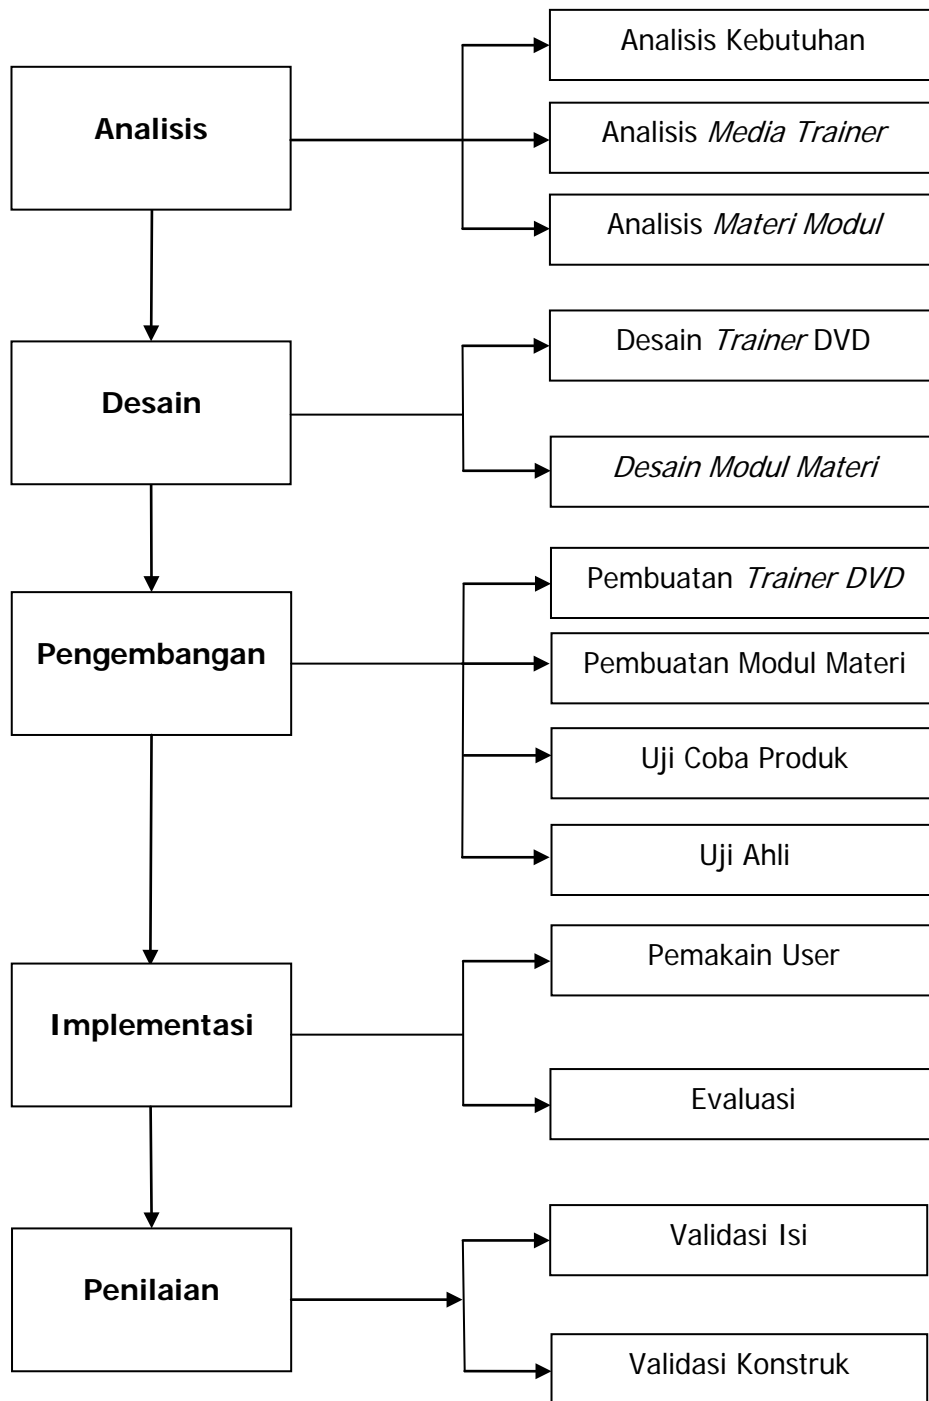 Analisis
Analisis Kebutuhan
Analisis Media Trainer
Analisis Materi Modul
Desain
Desain Trainer DVD
Desain Modul Materi
Pengembangan
Pembuatan Trainer DVD
Pembuatan Modul Materi
Uji Coba Produk
Uji Ahli
Implementasi
Pemakain User
Evaluasi
Penilaian
Validasi Isi
Validasi Konstruk